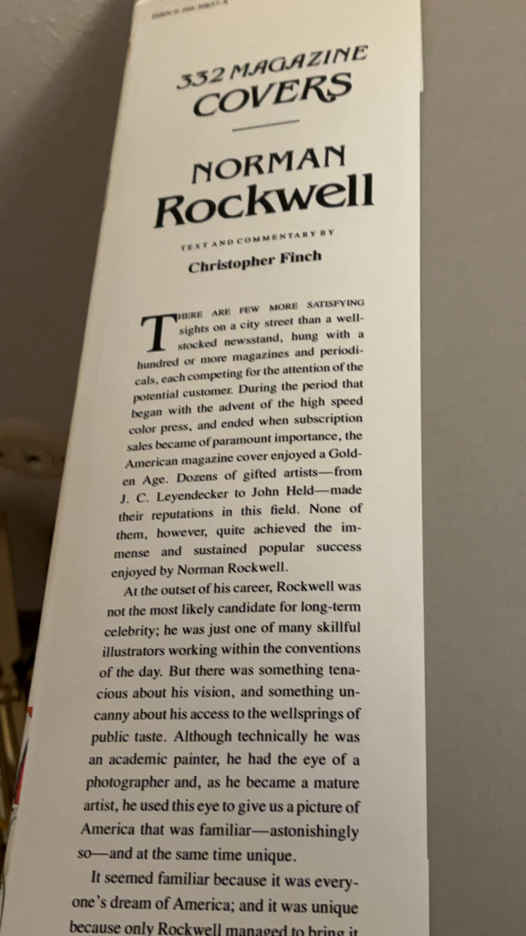 332 MAGAZINE
COVERS
NORMAN
Rockwell
TEXT AND COMMENTARY BY
Christopher Finch
THERE ARE FEW MORE SATISFYING
sights on a city street than a well-
stocked newsstand, hung with a
hundred or more magazines and periodi-
cals, each competing for the attention of the
potential customer. During the period that
began with the advent of the high speed
color press, and ended when subscription
sales became of paramount importance, the
American magazine cover enjoyed a Gold-
en Age. Dozens of gifted artists—from
J. C. Leyendecker to John Held—made
their reputations in this field. None of
them, however, quite achieved the im-
mense and sustained popular success
enjoyed by Norman Rockwell.
At the outset of his career, Rockwell was
not the most likely candidate for long-term
celebrity; he was just one of many skillful
illustrators working within the conventions
of the day. But there was something tena-
cious about his vision, and something un-
canny about his access to the wellsprings of
public taste. Although technically he was
an academic painter, he had the eye of a
photographer and, as he became a mature
artist, he used this eye to give us a picture of
America that was familiar—astonishingly
so—and at the same time unique.
It seemed familiar because it was every-
one's dream of America; and it was unique
because only Rockwell managed to bring it